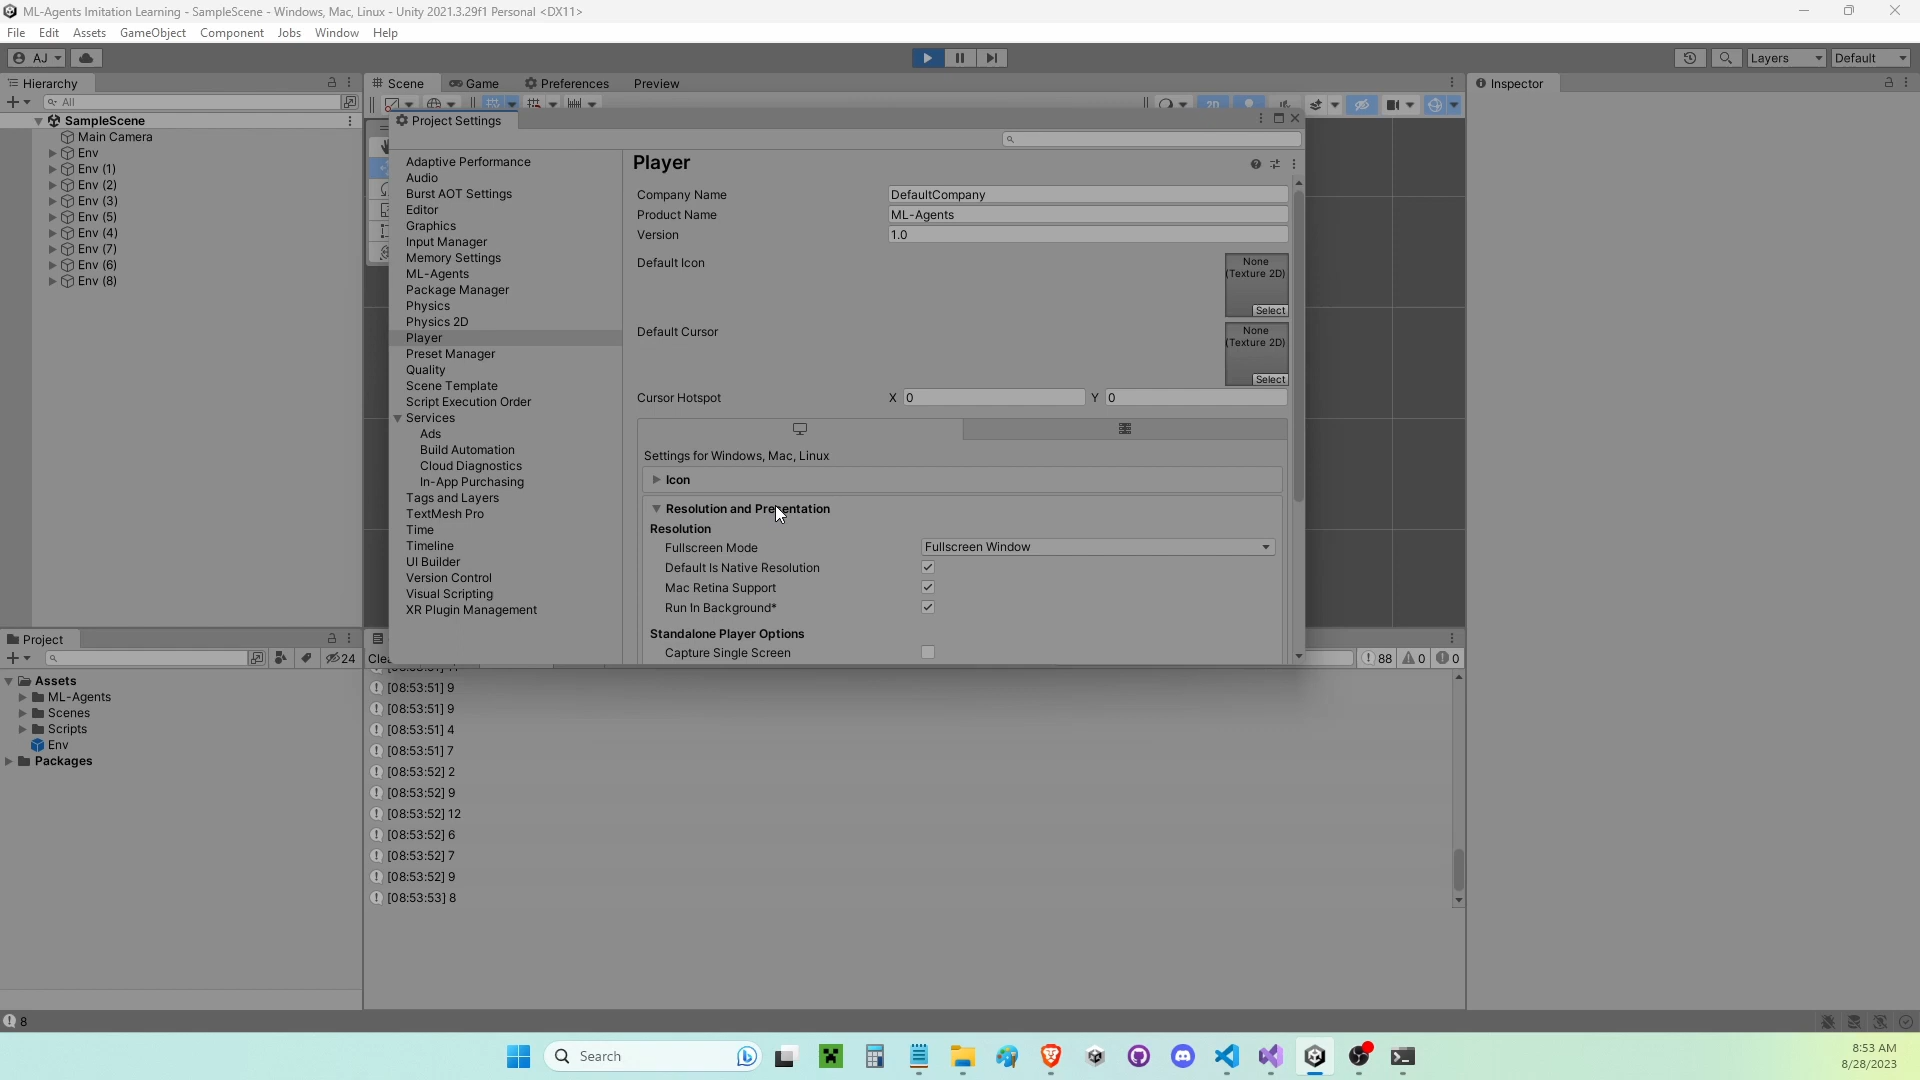 ML-Agents Imitation Learning - SampleScene - Windows, Mac, Linux - Unity 2021.3.29f1 Personal <DX11>
File Edit Assets GameObject Component Jobs Window Help
AJ Layers Default
Hierarchy
All
SampleScene
Main Camera
Env
Env (1)
Env (2)
Env (3)
Env (5)
Env (4)
Env (7)
Env (6)
Env (8)
Scene Game Preferences Preview
2D
Inspector
Project Settings
Adaptive Performance
Audio
Burst AOT Settings
Editor
Graphics
Input Manager
Memory Settings
ML-Agents
Package Manager
Physics
Physics 2D
Player
Preset Manager
Quality
Scene Template
Script Execution Order
Services
Ads
Build Automation
Cloud Diagnostics
In-App Purchasing
Tags and Layers
TextMesh Pro
Time
Timeline
UI Builder
Version Control
Visual Scripting
XR Plugin Management
Player
Company Name DefaultCompany
Product Name ML-Agents
Version 1.0
Default Icon
None
(Texture 2D)
Select
Default Cursor
None
(Texture 2D)
Select
Cursor Hotspot X 0 Y 0
Settings for Windows, Mac, Linux
Icon
Resolution and Presentation
Resolution
Fullscreen Mode Fullscreen Window
Default Is Native Resolution
Mac Retina Support
Run In Background*
Standalone Player Options
Capture Single Screen
Project
24
Assets
ML-Agents
Scenes
Scripts
Env
Packages
Clea
88 0 0
[08:53:51] 9
[08:53:51] 9
[08:53:51] 4
[08:53:51] 7
[08:53:52] 2
[08:53:52] 9
[08:53:52] 12
[08:53:52] 6
[08:53:52] 7
[08:53:52] 9
[08:53:53] 8
8
Search
8:53 AM
8/28/2023